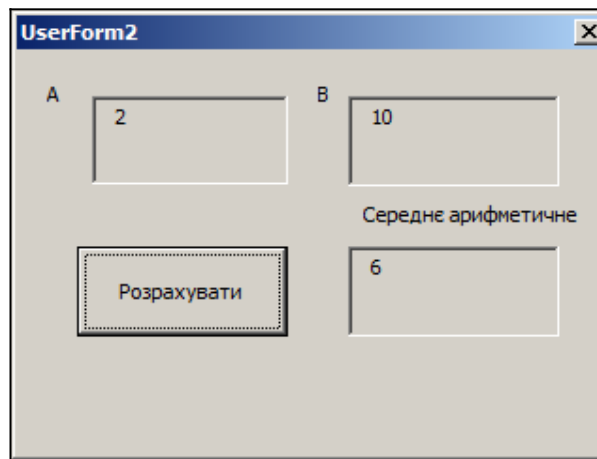 UserForm2
A
B
2
10
Середнє арифметичне
Розрахувати
6